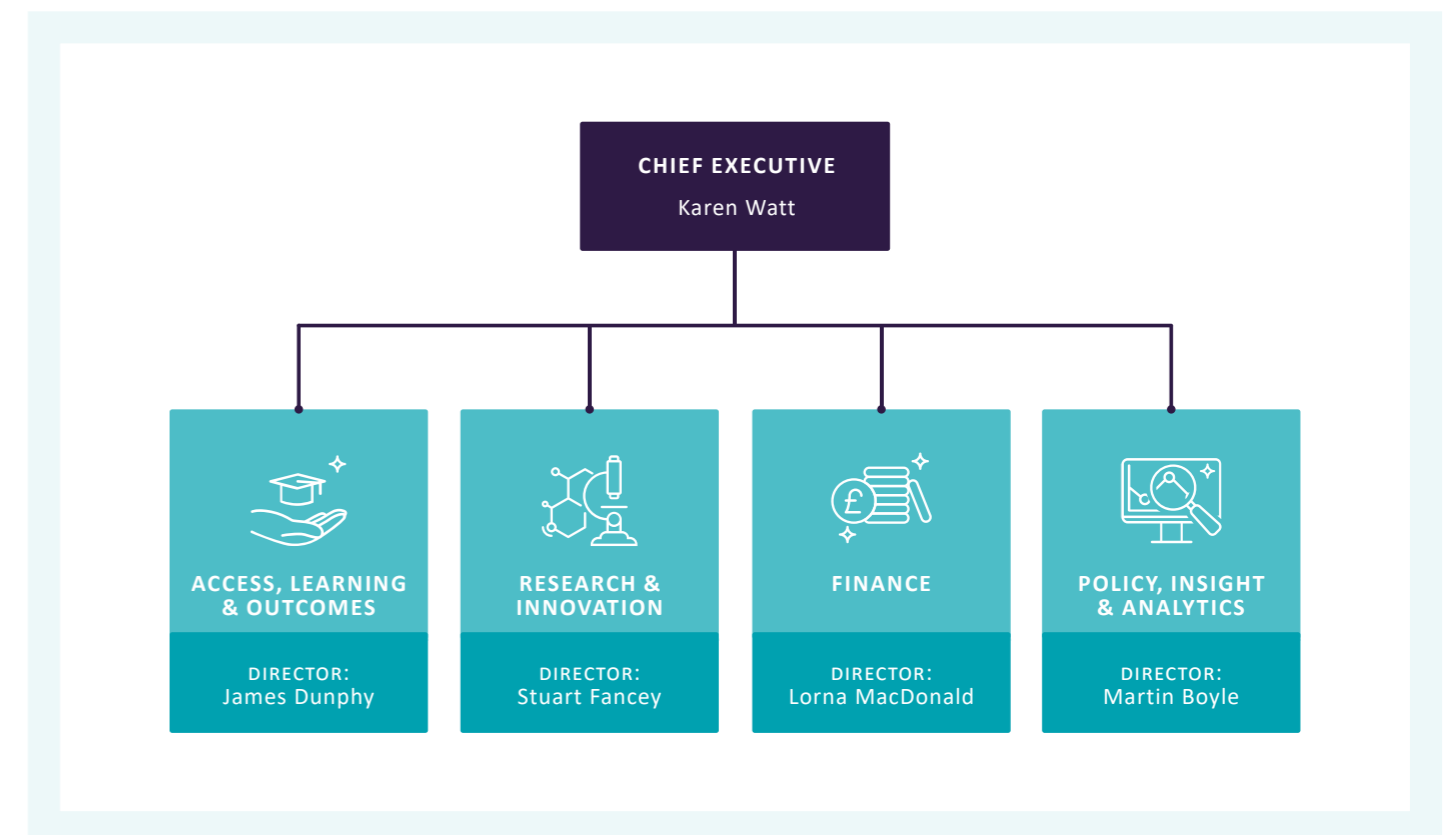 CHIEF EXECUTIVE
Karen Watt
ACCESS, LEARNING
& OUTCOMES
DIRECTOR:
James Dunphy
RESEARCH &
INNOVATION
DIRECTOR:
Stuart Fancey
£
FINANCE
DIRECTOR:
Lorna MacDonald
POLICY, INSIGHT
& ANALYTICS
DIRECTOR:
Martin Boyle